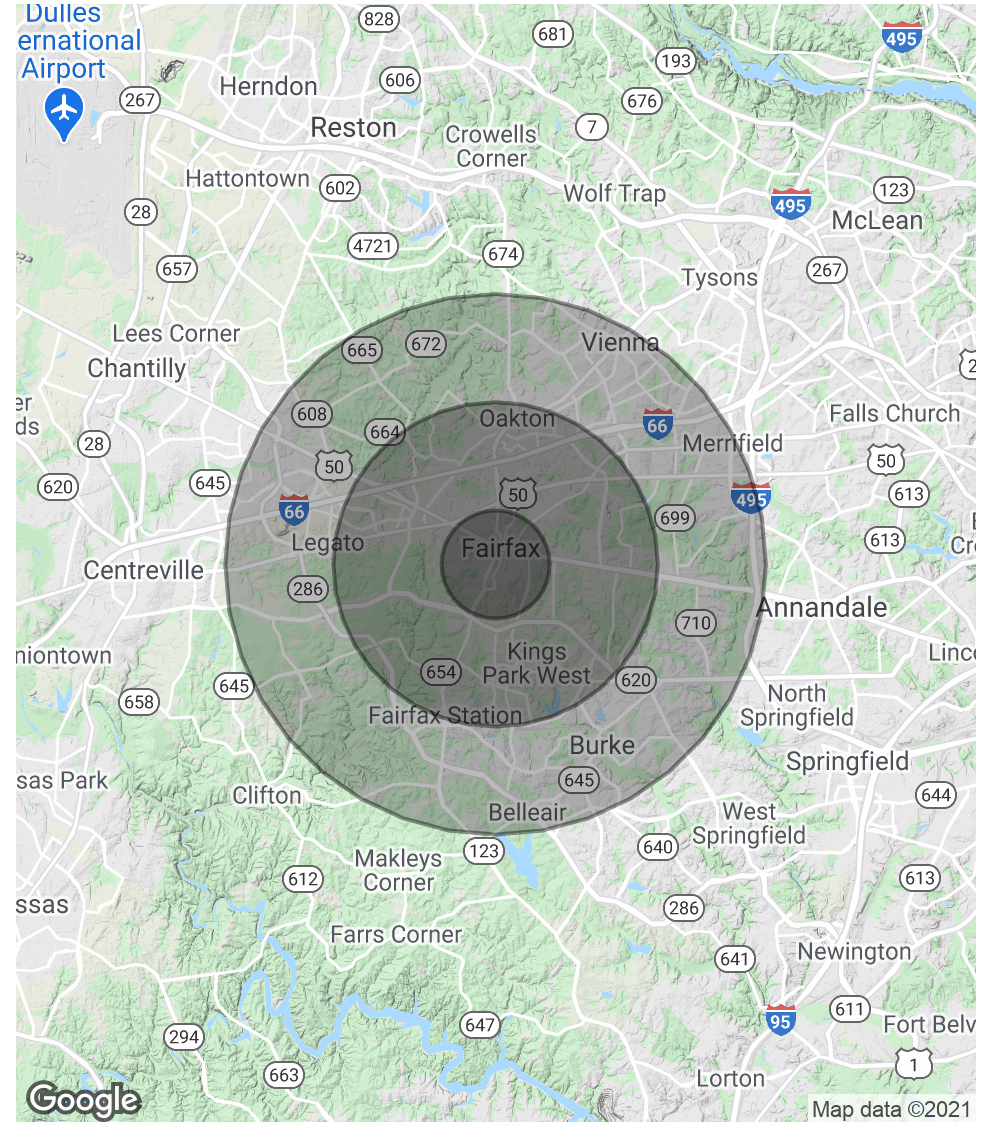 Dulles
ernational
Airport
828
681
495
193
Herndon
606
267
676
Reston
Crowells
Corner
7
Hattontown
602
Wolf Trap
123
495
28
McLean
4721
674
657
267
Tysons
Lees Corner
665
672
Vienna
Chantilly
2
er
ds
608
664
Oakton
66
Falls Church
28
Merrifield
620
645
50
50
50
495
613
66
699
Legato
Fairfax
613
Cro
Centreville
286
Annandale
710
niontown
Kings
Park West
Linc
654
620
645
658
North
Springfield
Fairfax Station
Burke
Springfield
sas Park
645
Clifton
644
Belleair
West
Springfield
123
640
Makleys
Corner
612
613
ssas
286
Farrs Corner
641
Newington
95
611
647
Fort Belv
294
663
1
Lorton
Google
Map data ©2021